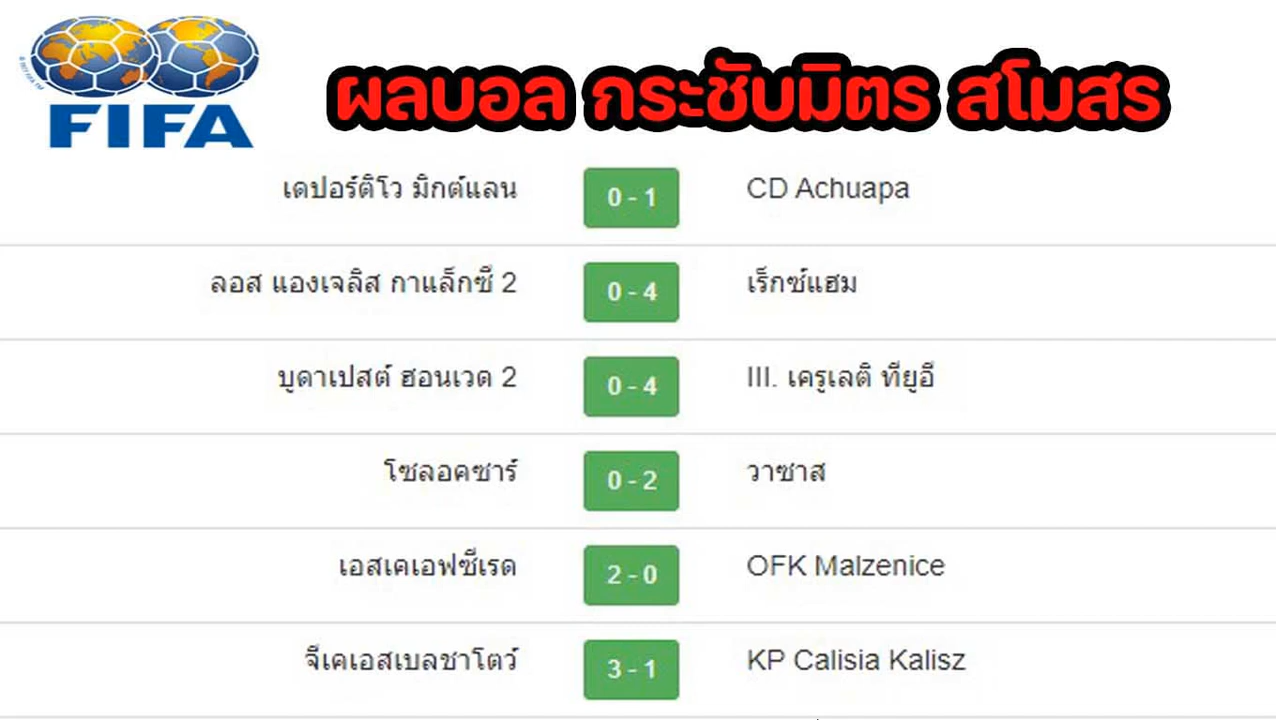 FIFA
ผลบอล กระชับมิตร สโมสร
เดปอร์ติโว มิกต์แลน 0 - 1 CD Achuapa
ลอส แองเจลิส กาแล็กซี 2 0 - 4 เร็กซ์แฮม
บูดาเปสต์ ฮอนเวด 2 0 - 4 III. เครูเลติ ทียูอี
โซลอคซาร์ 0 - 2 วาซาส
เอสเคเอฟซีเรด 2 - 0 OFK Malzenice
จีเคเอสเบลชาโตว์ 3 - 1 KP Calisia Kalisz